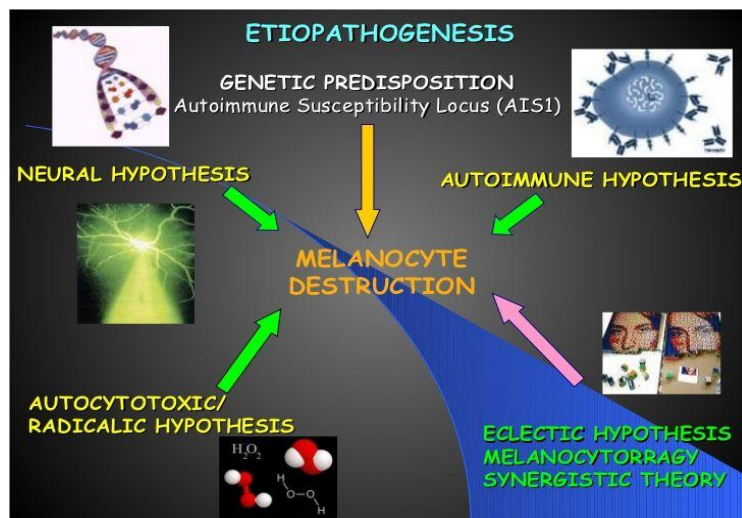 ETIOPATHOGENESIS
GENETIC PREDISPOSITION
Autoimmune Susceptibility Locus (AIS1)
NEURAL HYPOTHESIS
AUTOIMMUNE HYPOTHESIS
MELANOCYTE
DESTRUCTION
AUTOCYTOTOXIC/
RADICALIC HYPOTHESIS
ECLECTIC HYPOTHESIS
MELANOCYTORRAGY
SYNERGISTIC THEORY
H₂O₂
H
O—O
H